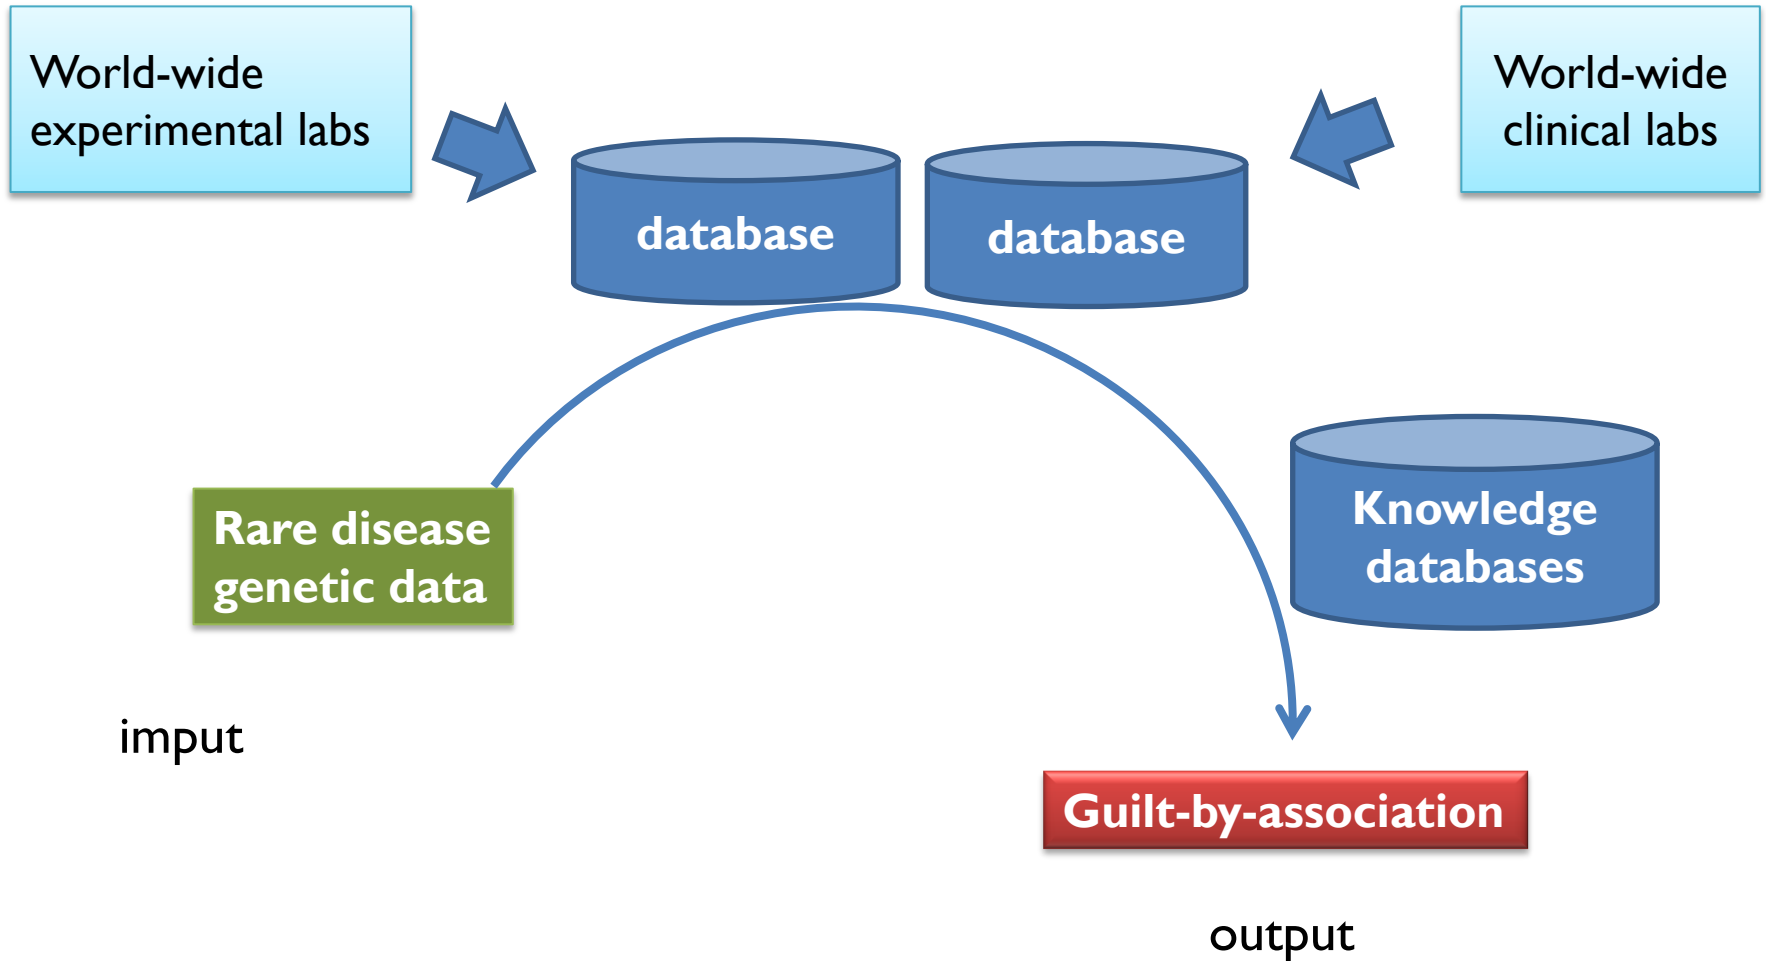 World-wide
experimental labs
World-wide
clinical labs
database
database
Knowledge
databases
Rare disease
genetic data
imput
Guilt-by-association
output